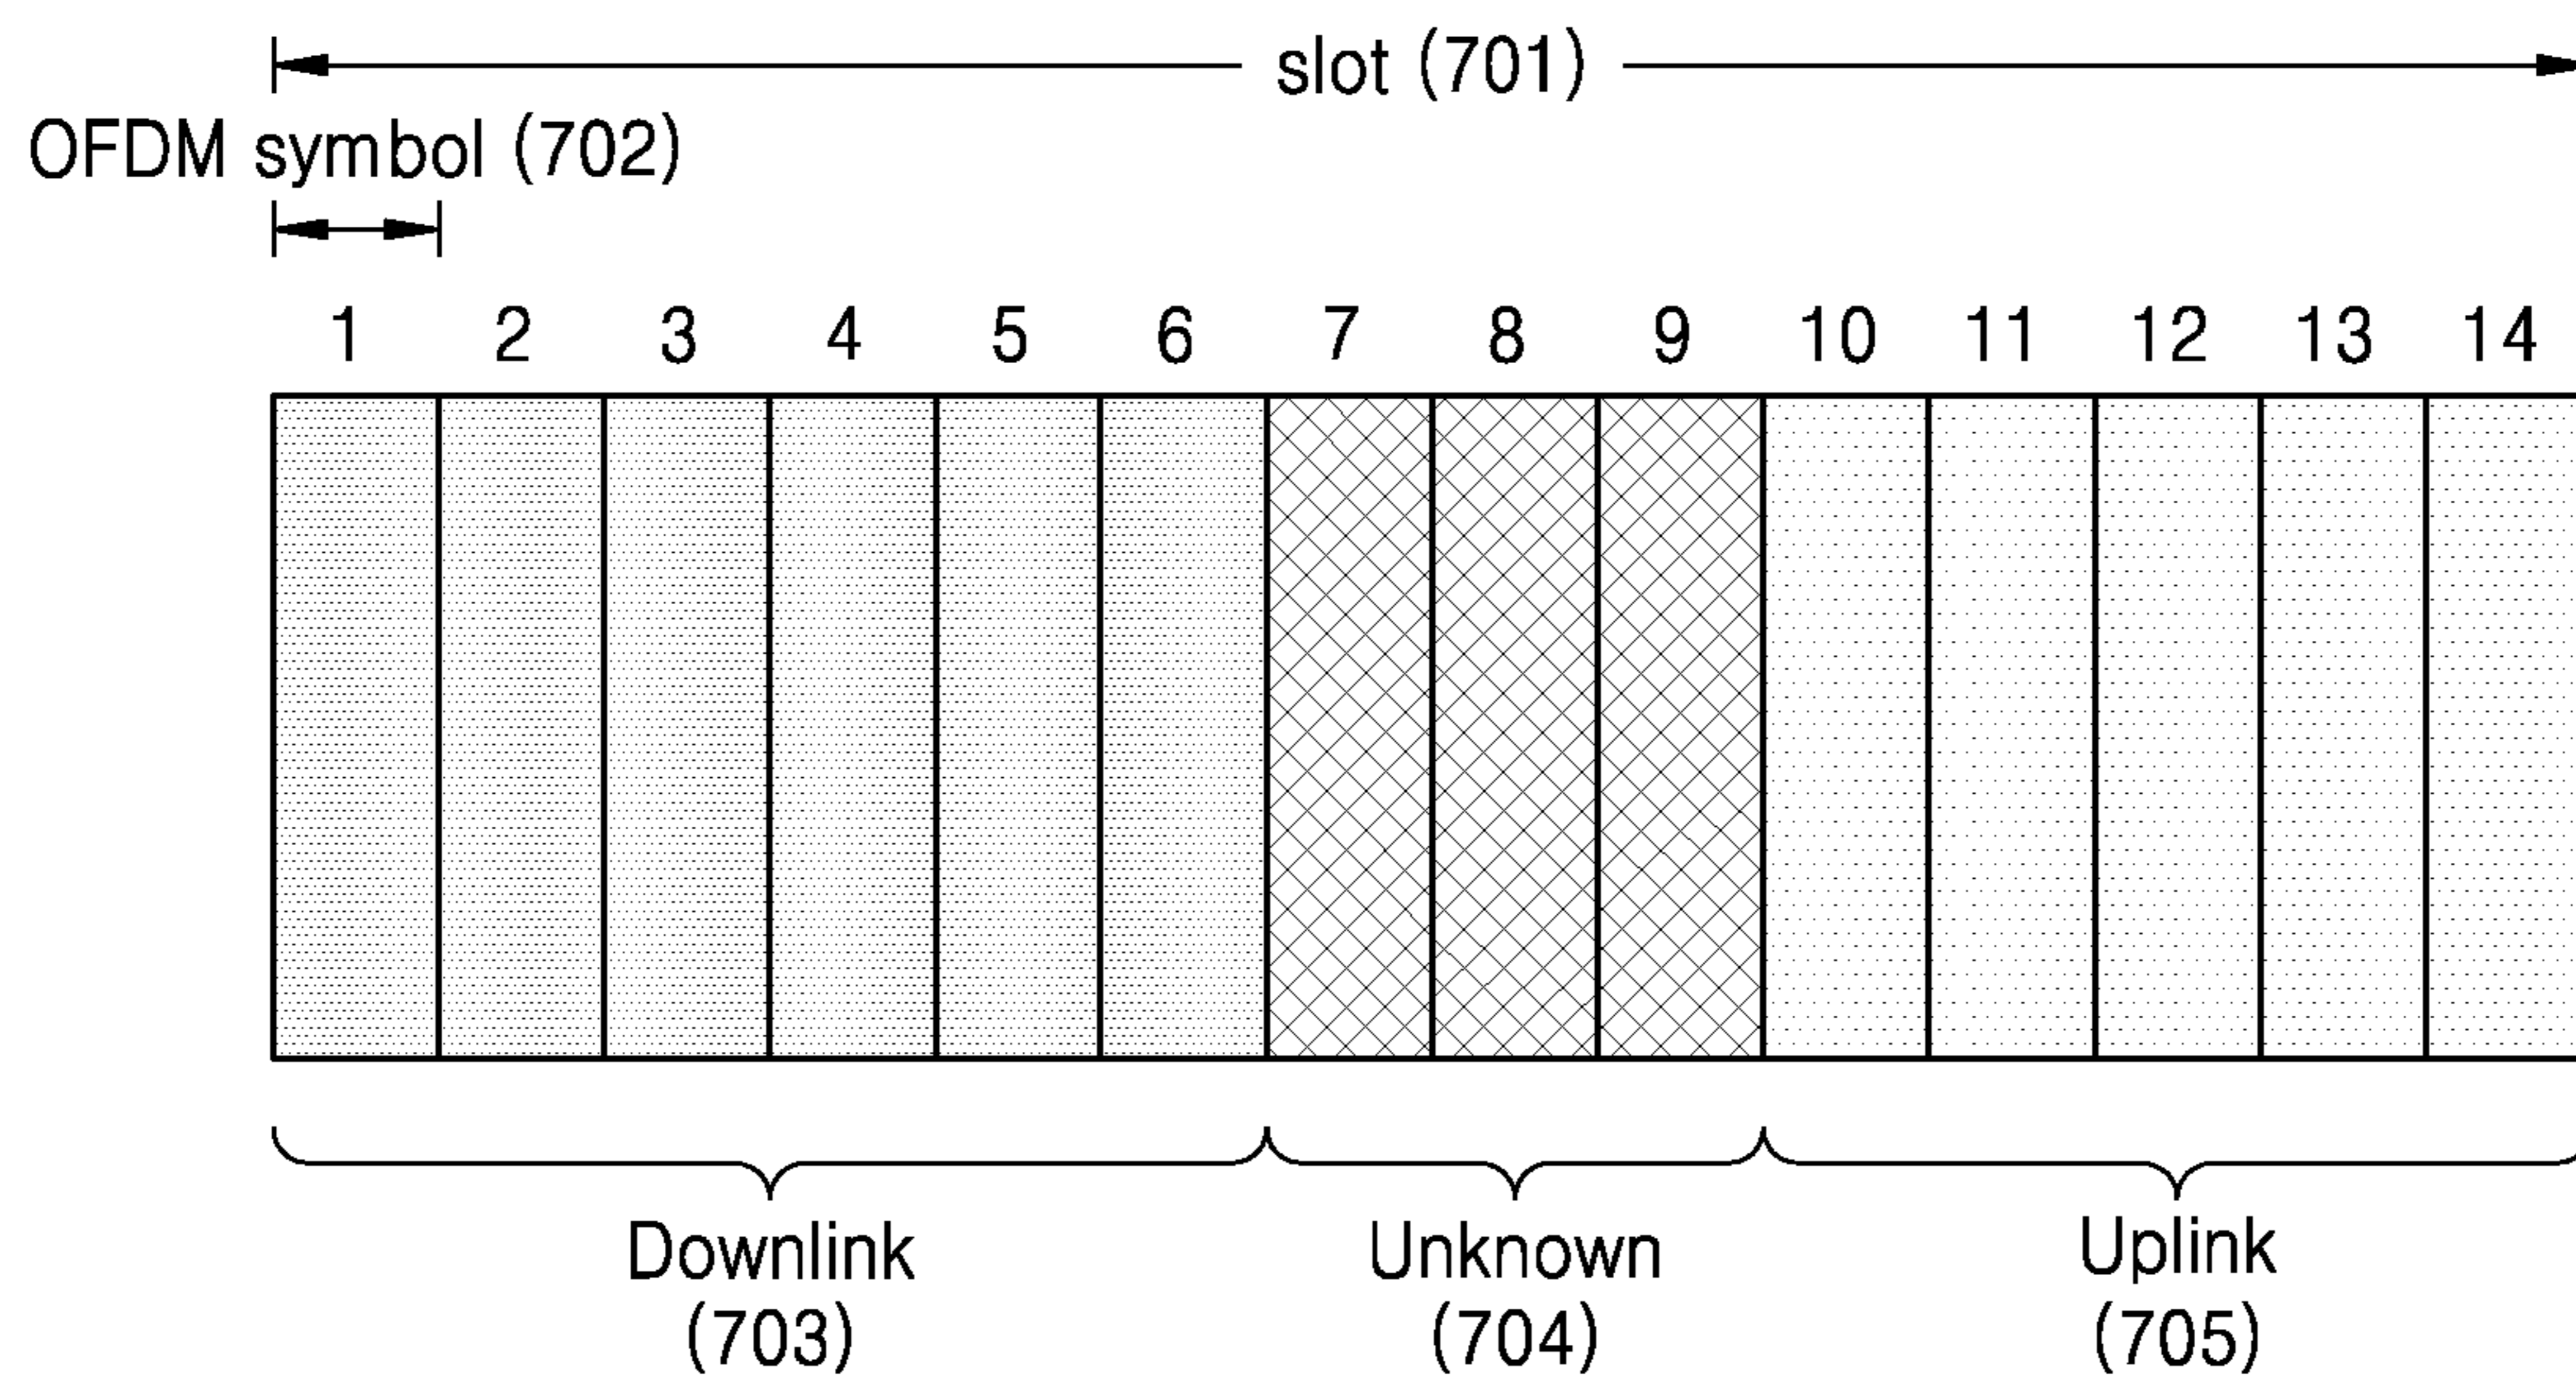 slot (701)
OFDM symbol (702)
1 2 3 4 5 6 7 8 9 10 11 12 13 14
Downlink Unknown Uplink
(703) (704) (705)